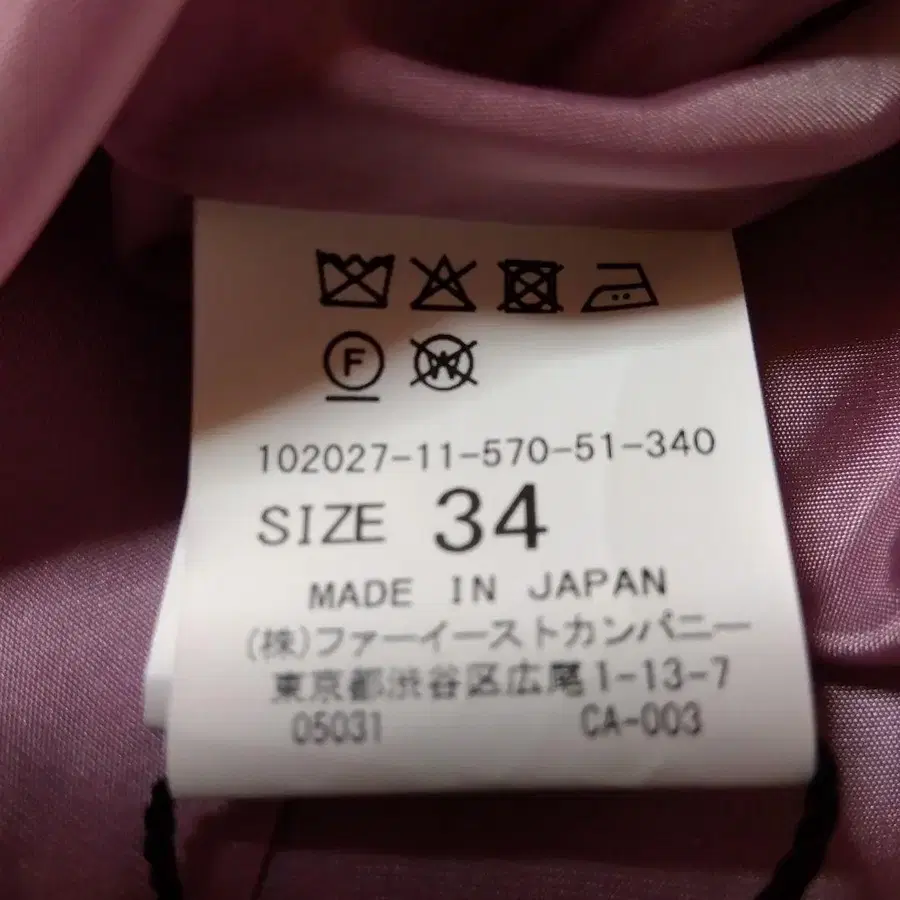 F W
102027-11-570-51-340
SIZE 34
MADE IN JAPAN
(株)ファーイーストカンパニー
東京都渋谷区広尾1-13-7
05031 CA-003